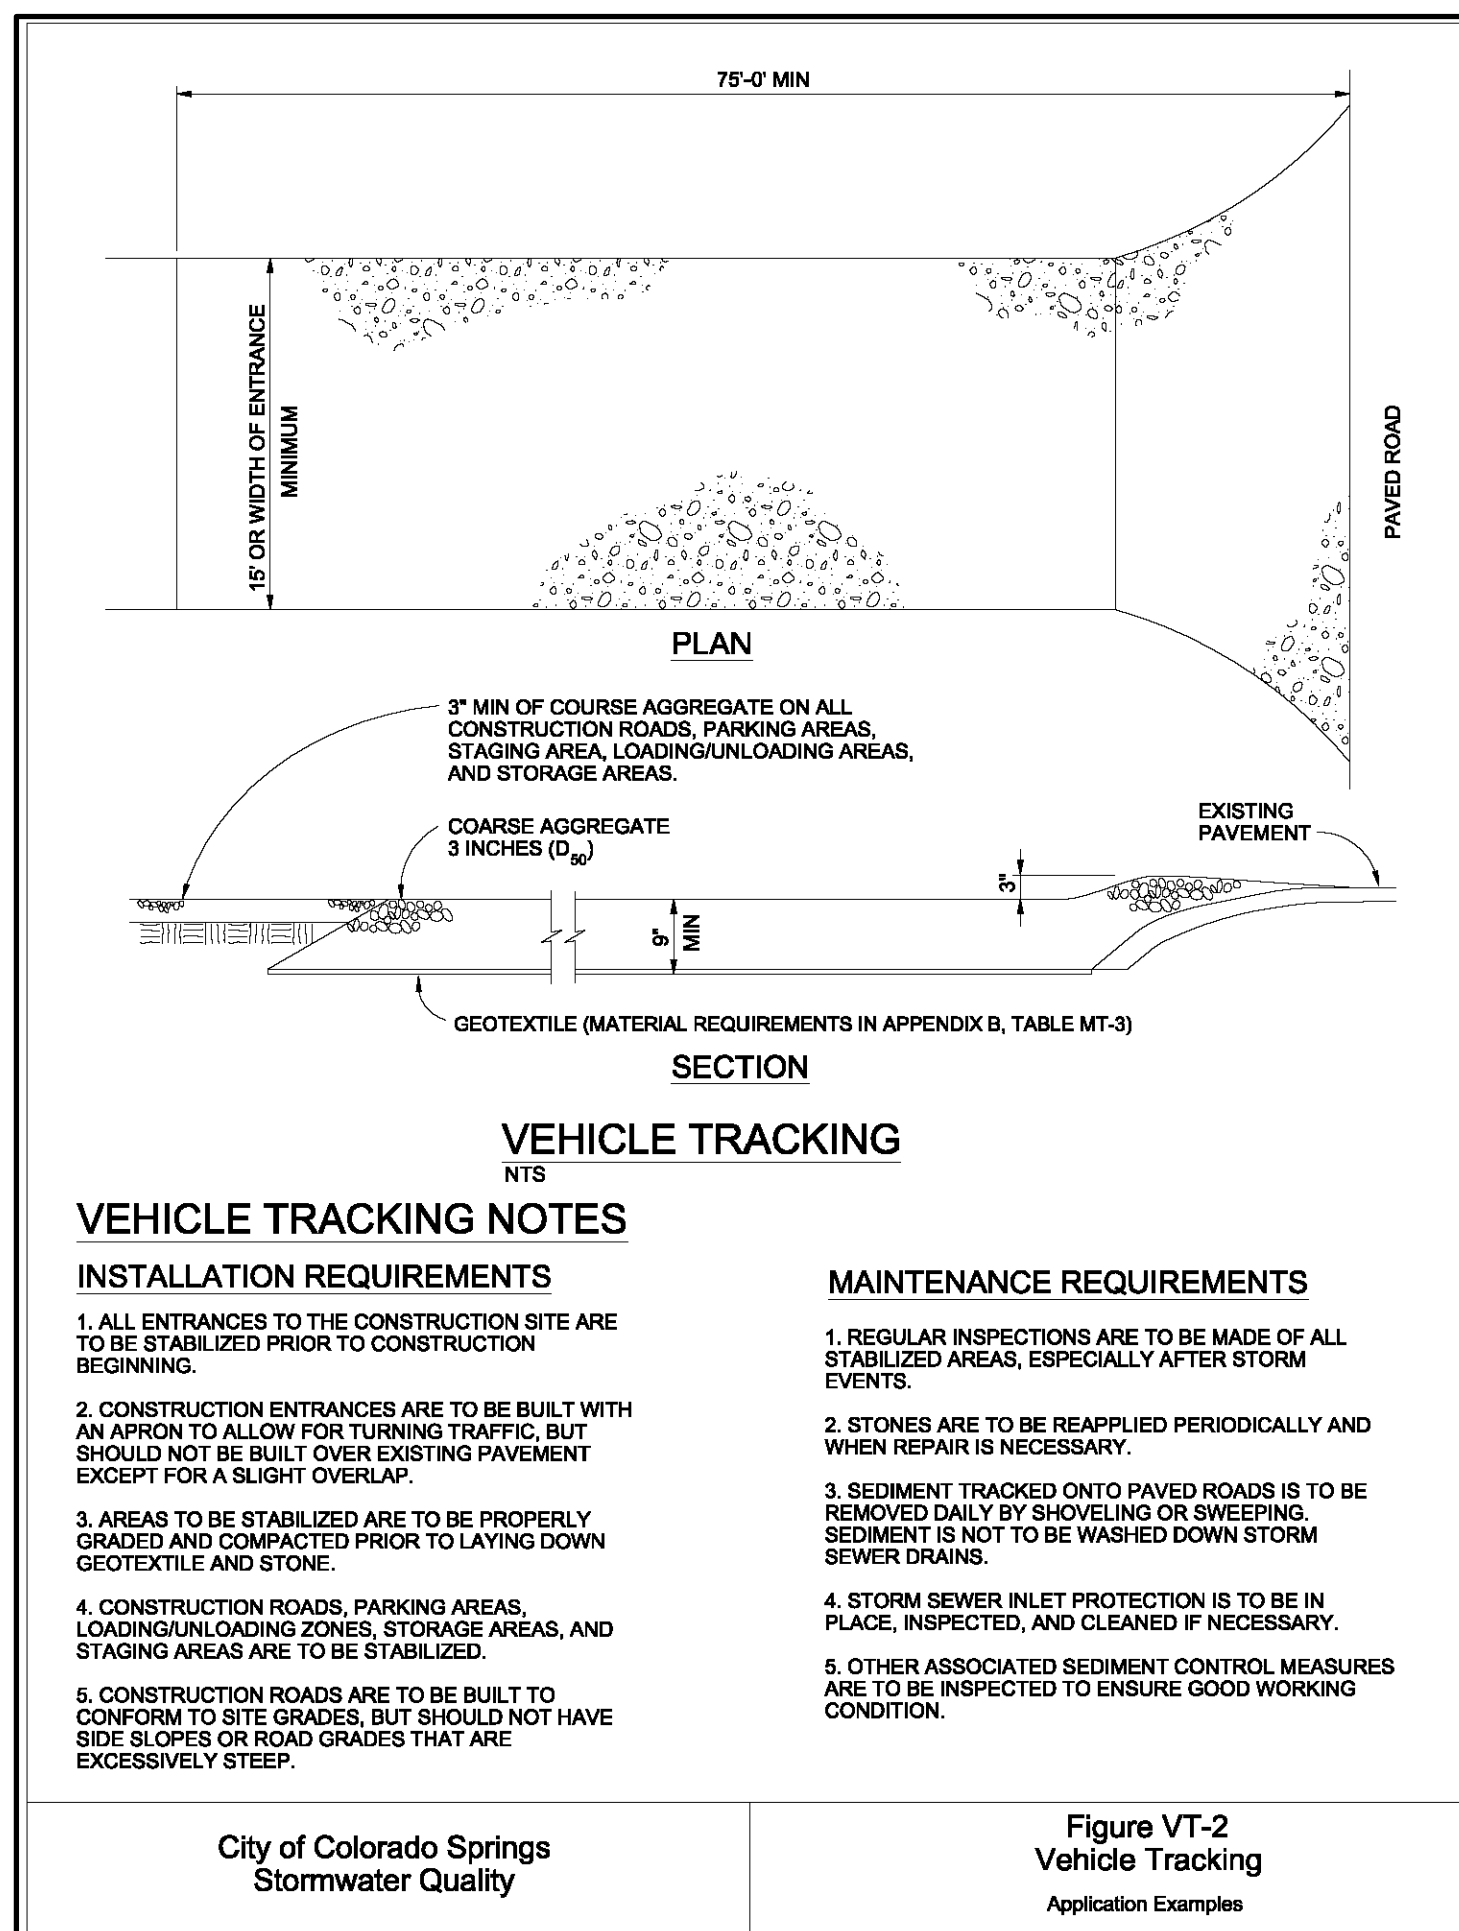 75'-0' MIN
15' OR WIDTH OF ENTRANCE
MINIMUM
PAVED ROAD
PLAN
3" MIN OF COURSE AGGREGATE ON ALL
CONSTRUCTION ROADS, PARKING AREAS,
STAGING AREA, LOADING/UNLOADING AREAS,
AND STORAGE AREAS.
COARSE AGGREGATE
3 INCHES (D50)
EXISTING
PAVEMENT
3"
9"
MIN
GEOTEXTILE (MATERIAL REQUIREMENTS IN APPENDIX B, TABLE MT-3)
SECTION
VEHICLE TRACKING
NTS
VEHICLE TRACKING NOTES
INSTALLATION REQUIREMENTS
1. ALL ENTRANCES TO THE CONSTRUCTION SITE ARE
TO BE STABILIZED PRIOR TO CONSTRUCTION
BEGINNING.
2. CONSTRUCTION ENTRANCES ARE TO BE BUILT WITH
AN APRON TO ALLOW FOR TURNING TRAFFIC, BUT
SHOULD NOT BE BUILT OVER EXISTING PAVEMENT
EXCEPT FOR A SLIGHT OVERLAP.
3. AREAS TO BE STABILIZED ARE TO BE PROPERLY
GRADED AND COMPACTED PRIOR TO LAYING DOWN
GEOTEXTILE AND STONE.
4. CONSTRUCTION ROADS, PARKING AREAS,
LOADING/UNLOADING ZONES, STORAGE AREAS, AND
STAGING AREAS ARE TO BE STABILIZED.
5. CONSTRUCTION ROADS ARE TO BE BUILT TO
CONFORM TO SITE GRADES, BUT SHOULD NOT HAVE
SIDE SLOPES OR ROAD GRADES THAT ARE
EXCESSIVELY STEEP.
MAINTENANCE REQUIREMENTS
1. REGULAR INSPECTIONS ARE TO BE MADE OF ALL
STABILIZED AREAS, ESPECIALLY AFTER STORM
EVENTS.
2. STONES ARE TO BE REAPPLIED PERIODICALLY AND
WHEN REPAIR IS NECESSARY.
3. SEDIMENT TRACKED ONTO PAVED ROADS IS TO BE
REMOVED DAILY BY SHOVELING OR SWEEPING.
SEDIMENT IS NOT TO BE WASHED DOWN STORM
SEWER DRAINS.
4. STORM SEWER INLET PROTECTION IS TO BE IN
PLACE, INSPECTED, AND CLEANED IF NECESSARY.
5. OTHER ASSOCIATED SEDIMENT CONTROL MEASURES
ARE TO BE INSPECTED TO ENSURE GOOD WORKING
CONDITION.
City of Colorado Springs
Stormwater Quality
Figure VT-2
Vehicle Tracking
Application Examples